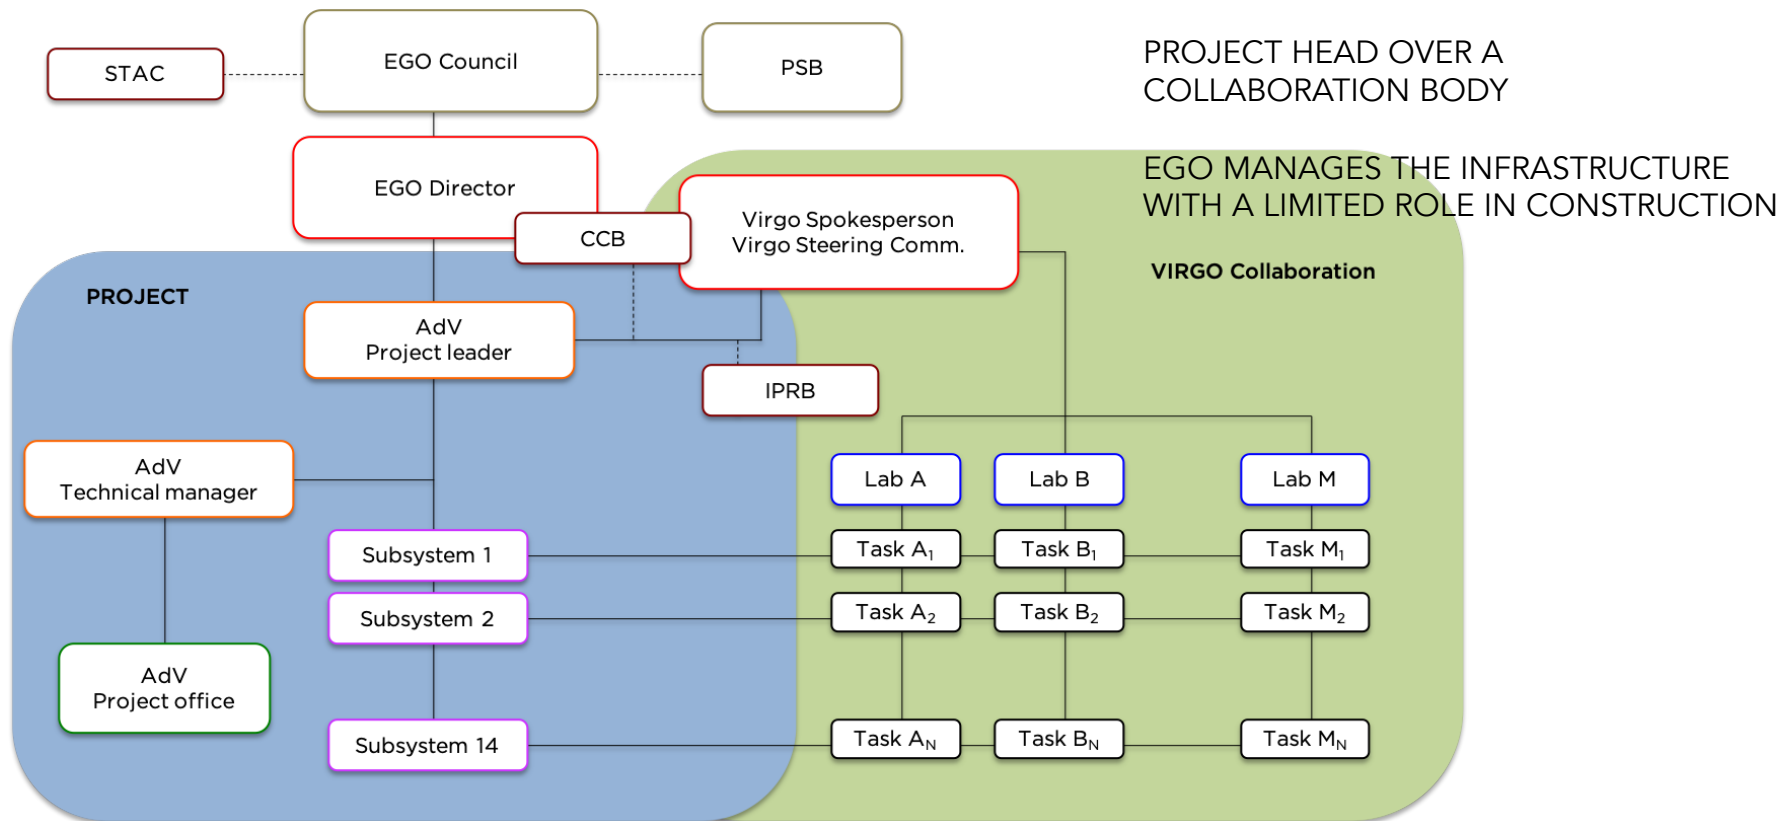 STAC
EGO Council
PSB
PROJECT HEAD OVER A
COLLABORATION BODY
EGO Director
EGO MANAGES THE INFRASTRUCTURE
WITH A LIMITED ROLE IN CONSTRUCTION
CCB
Virgo Spokesperson
Virgo Steering Comm.
VIRGO Collaboration
PROJECT
AdV
Project leader
IPRB
AdV
Technical manager
Lab A
Lab B
Lab M
Subsystem 1
Task A₁
Task B₁
Task M₁
Subsystem 2
Task A₂
Task B₂
Task M₂
AdV
Project office
Subsystem 14
Task A_N
Task B_N
Task M_N